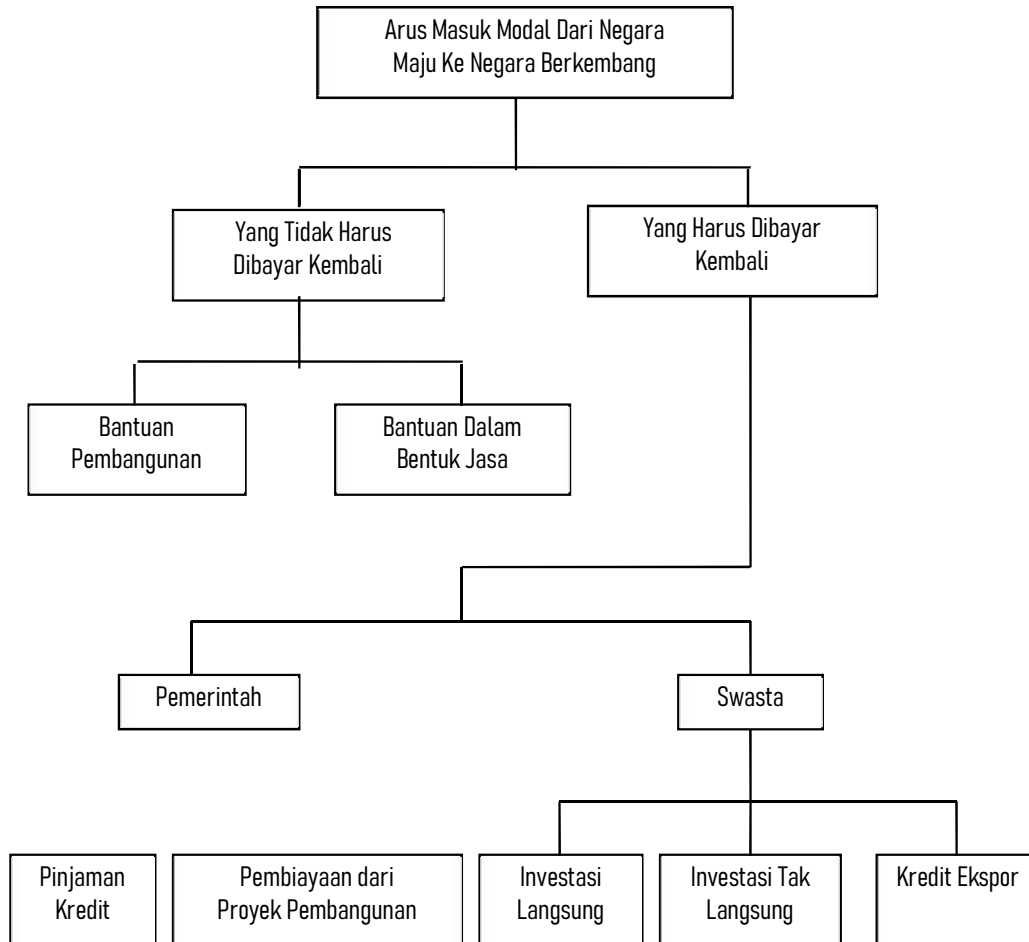 Arus Masuk Modal Dari Negara
Maju Ke Negara Berkembang
Yang Tidak Harus
Dibayar Kembali
Yang Harus Dibayar
Kembali
Bantuan
Pembangunan
Bantuan Dalam
Bentuk Jasa
Pemerintah
Swasta
Pinjaman
Kredit
Pembiayaan dari
Proyek Pembangunan
Investasi
Langsung
Investasi Tak
Langsung
Kredit Ekspor